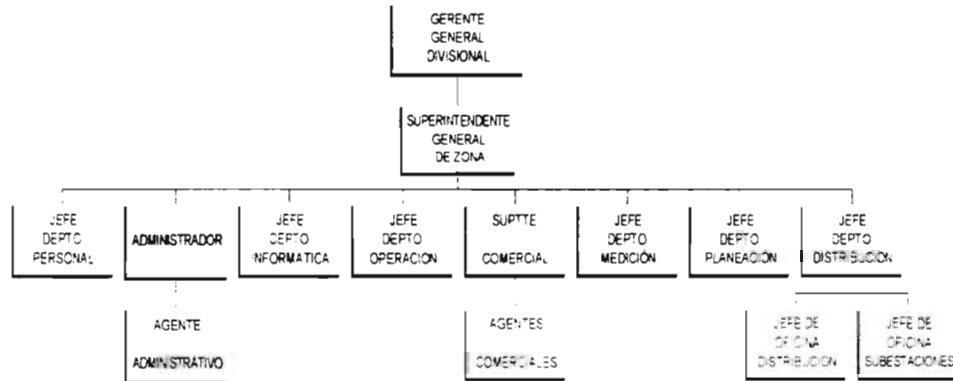 GERENTE
GENERAL
DIVISIONAL
SUPERINTENDENTE
GENERAL
DE ZONA
JEFE
DEPTO
PERSONAL
ADMINISTRADOR
JEFE
DEPTO
INFORMATICA
JEFE
DEPTO
OPERACION
SUPTTE
COMERCIAL
JEFE
DEPTO
MEDICIÓN
JEFE
DEPTO
PLANEACIÓN
JEFE
DEPTO
DISTRIBUCION
AGENTE
ADMINISTRATIVO
AGENTES
COMERCIALES
JEFE DE
OFICINA
DISTRIBUCION
JEFE DE
OFICINA
SUBESTACIONES